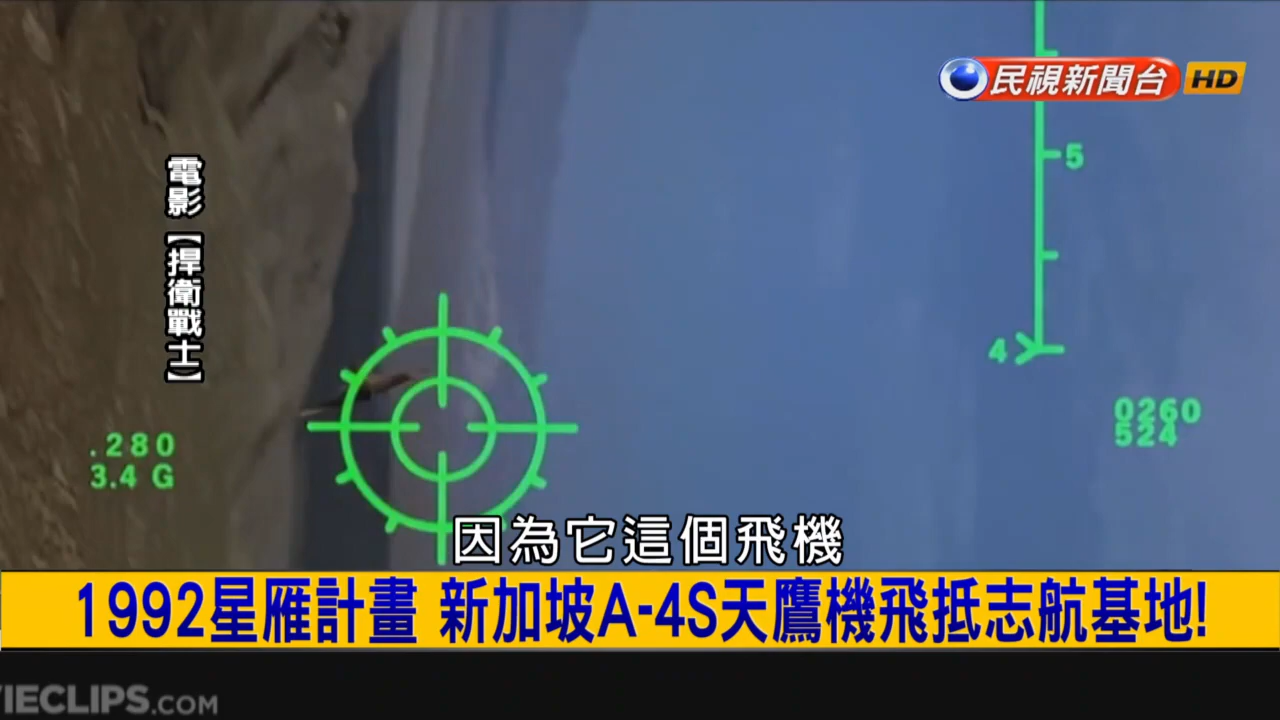 民視新聞台 HD
電影【捍衛戰士】
5
4
0260
524
.280
3.4 G
因為它這個飛機
1992星雁計畫 新加坡A-4S天鷹機飛抵志航基地!
VIECLIPS.COM